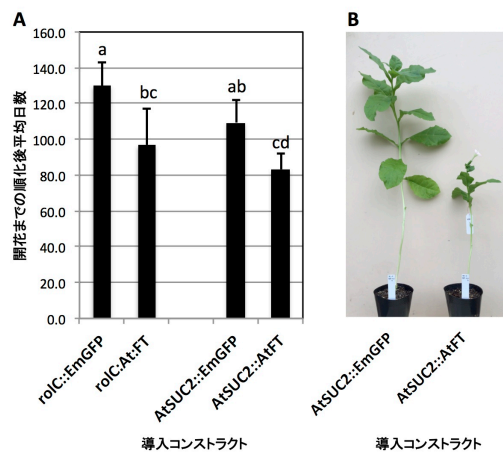 A
B
開花までの順化後平均日数
160.0
140.0
120.0
100.0
80.0
60.0
40.0
20.0
0.0
a
bc
ab
cd
rolC::EmGFP
rolC.At:FT
AtSUC2::EmGFP
AtSUC2::AtFT
導入コンストラクト
AtSUC2::EmGFP
AtSUC2::AtFT
導入コンストラクト